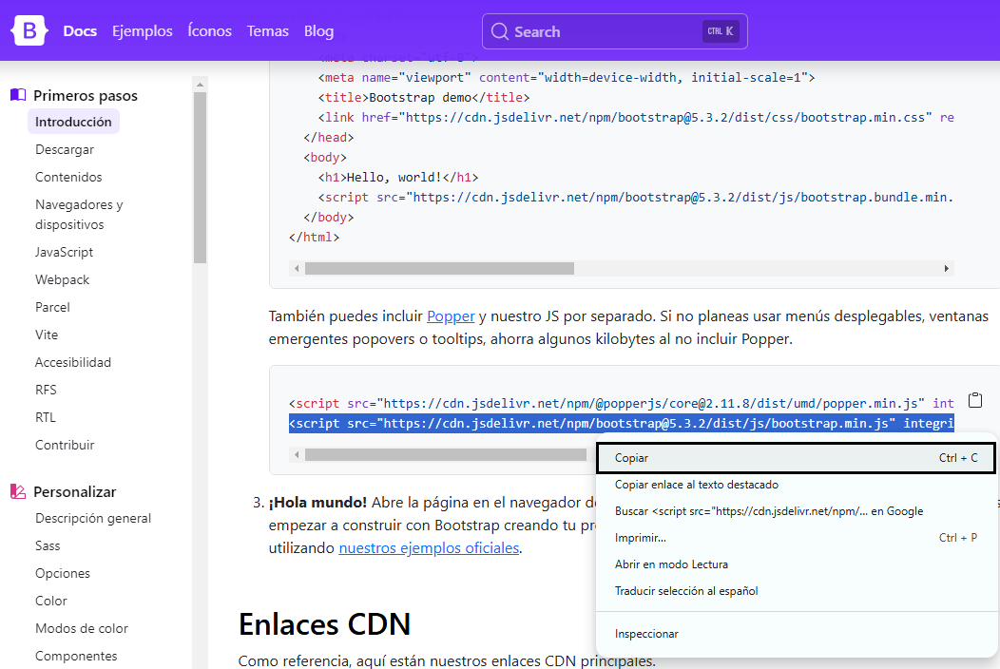 B Docs Ejemplos Íconos Temas Blog Search CTRL K
Primeros pasos
Introducción
Descargar
Contenidos
Navegadores y
dispositivos
JavaScript
Webpack
Parcel
Vite
Accesibilidad
RFS
RTL
Contribuir
Personalizar
Descripción general
Sass
Opciones
Color
Modos de color
Componentes
<meta charset="utf-8">
<meta name="viewport" content="width=device-width, initial-scale=1">
<title>Bootstrap demo</title>
<link href="https://cdn.jsdelivr.net/npm/bootstrap@5.3.2/dist/css/bootstrap.min.css" re
</head>
<body>
<h1>Hello, world!</h1>
<script src="https://cdn.jsdelivr.net/npm/bootstrap@5.3.2/dist/js/bootstrap.bundle.min.
</body>
</html>
También puedes incluir Popper y nuestro JS por separado. Si no planeas usar menús desplegables, ventanas
emergentes popovers o tooltips, ahorra algunos kilobytes al no incluir Popper.
<script src="https://cdn.jsdelivr.net/npm/@popperjs/core@2.11.8/dist/umd/popper.min.js" int
<script src="https://cdn.jsdelivr.net/npm/bootstrap@5.3.2/dist/js/bootstrap.min.js" integri
3. ¡Hola mundo! Abre la página en el navegador de
empezar a construir con Bootstrap creando tu pr
utilizando nuestros ejemplos oficiales.
Copiar Ctrl + C
Copiar enlace al texto destacado
Buscar <script src="https://cdn.jsdelivr.net/npm/... en Google
Imprimir... Ctrl + P
Abrir en modo Lectura
Traducir selección al español
Inspeccionar
Enlaces CDN
Como referencia, aquí están nuestros enlaces CDN principales.